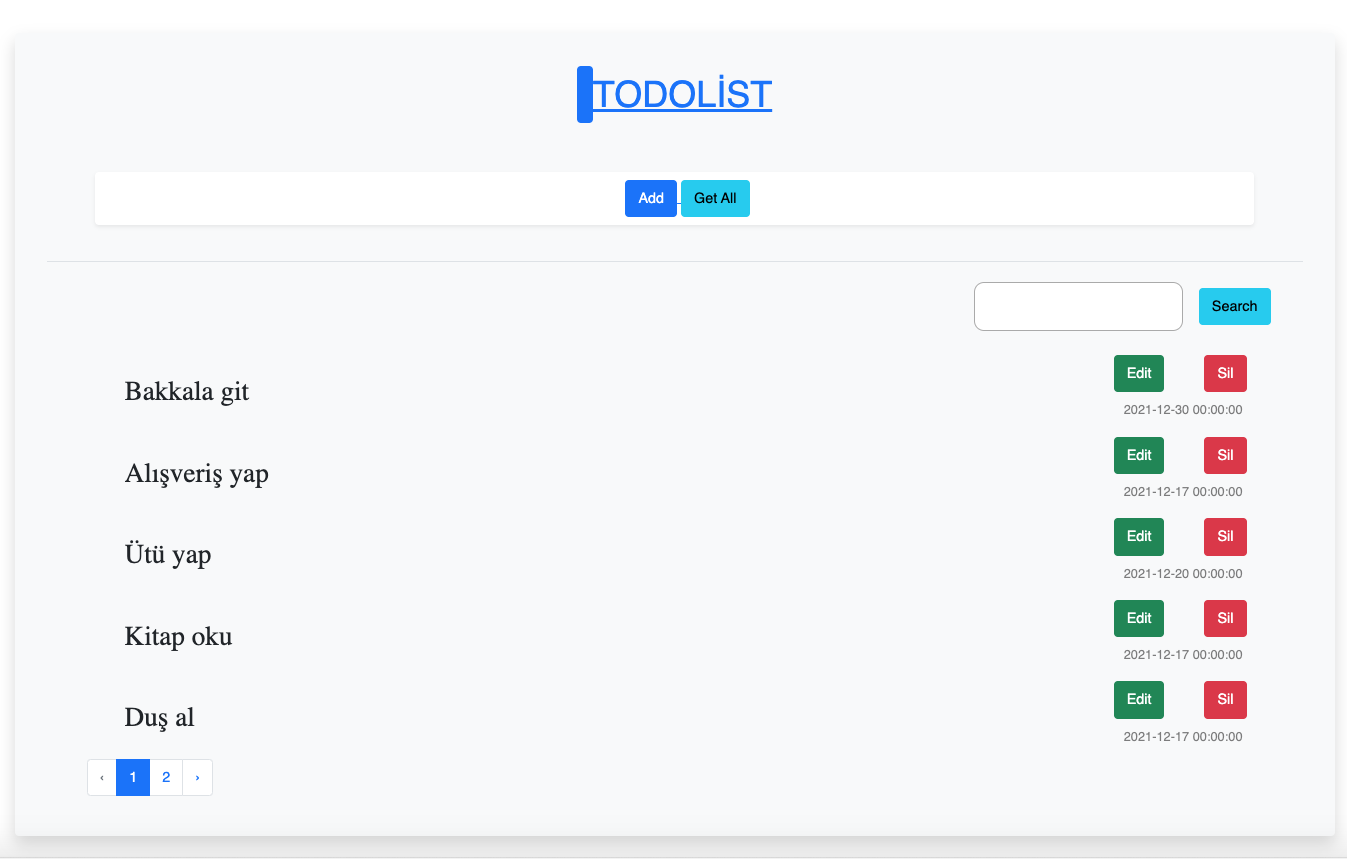 TODOLİST
Add Get All
Search
Bakkala git Edit Sil
2021-12-30 00:00:00
Alışveriş yap Edit Sil
2021-12-17 00:00:00
Ütü yap Edit Sil
2021-12-20 00:00:00
Kitap oku Edit Sil
2021-12-17 00:00:00
Duş al Edit Sil
2021-12-17 00:00:00
‹ 1 2 ›